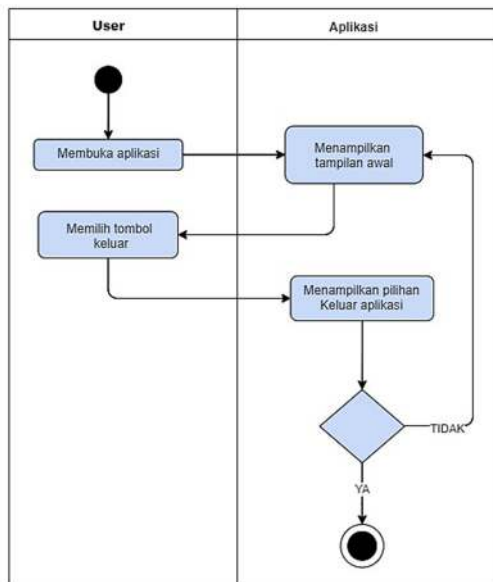 User
Aplikasi
Membuka aplikasi
Menampilkan
tampilan awal
Memilih tombol
keluar
Menampilkan pilihan
Keluar aplikasi
TIDAK
YA